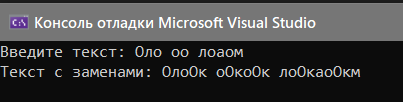 C:\ Консоль отладки Microsoft Visual Studio
Введите текст: Оло оо лоаом
Текст с заменами: ОлоОк оОкоОк лоОкаоОкм